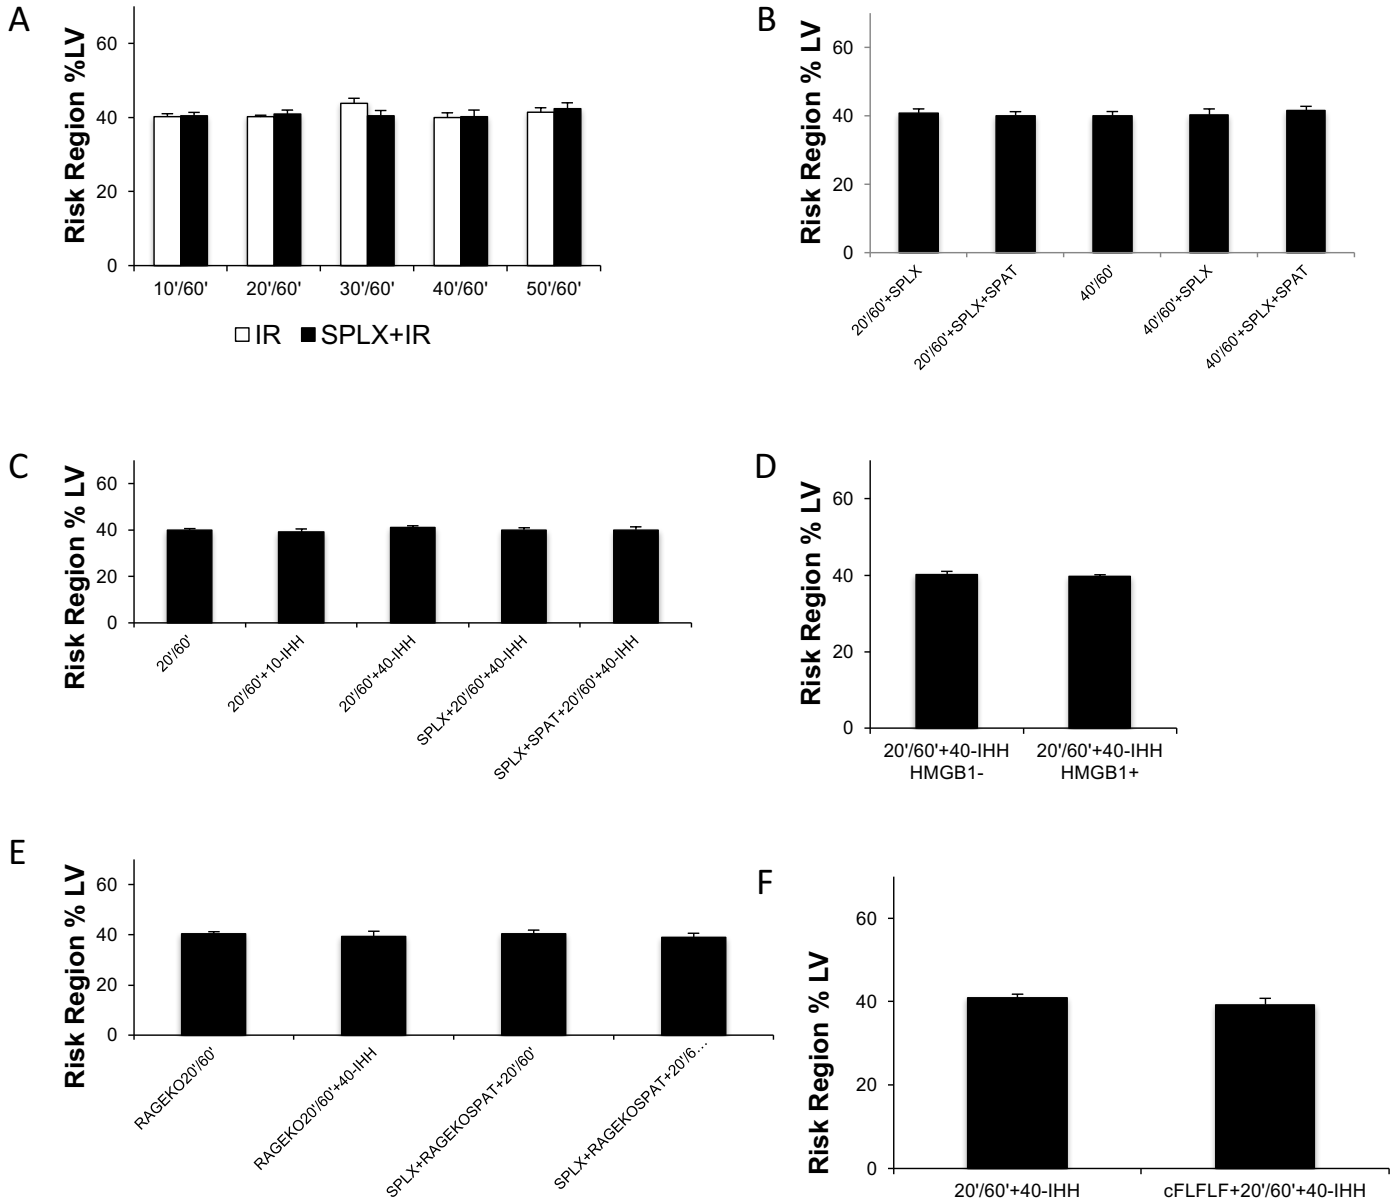 A
Risk Region %LV
60
40
20
0
10'/60' 20'/60' 30'/60' 40'/60' 50'/60'
IR SPLX+IR
B
Risk Region % LV
60
40
20
0
20'/60'+SPLX
20'/60'+SPLX+SPAT
40'/60'
40'/60'+SPLX
40'/60'+SPLX+SPAT
C
Risk Region % LV
60
40
20
0
20'/60'
20'/60'+10-IHH
20'/60'+40-IHH
SPLX+20'/60'+40-IHH
SPLX+SPAT+20'/60'+40-IHH
D
Risk Region % LV
60
40
20
0
20'/60'+40-IHH
HMGB1-
20'/60'+40-IHH
HMGB1+
E
Risk Region % LV
60
40
20
0
RAGEKO20'/60'
RAGEKO20'/60'+40-IHH
SPLX+RAGEKOSPAT+20'/60'
SPLX+RAGEKOSPAT+20'/6…
F
Risk Region % LV
60
40
20
0
20'/60'+40-IHH
cFLFLF+20'/60'+40-IHH